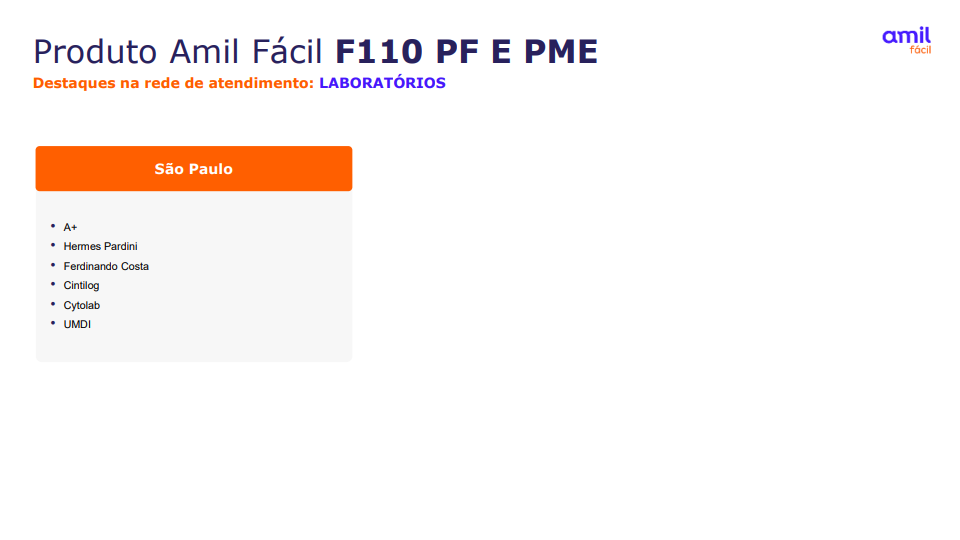 Produto Amil Fácil F110 PF E PME
Destaques na rede de atendimento: LABORATÓRIOS
amil
fácil
São Paulo
• A+
• Hermes Pardini
• Ferdinando Costa
• Cintilog
• Cytolab
• UMDI